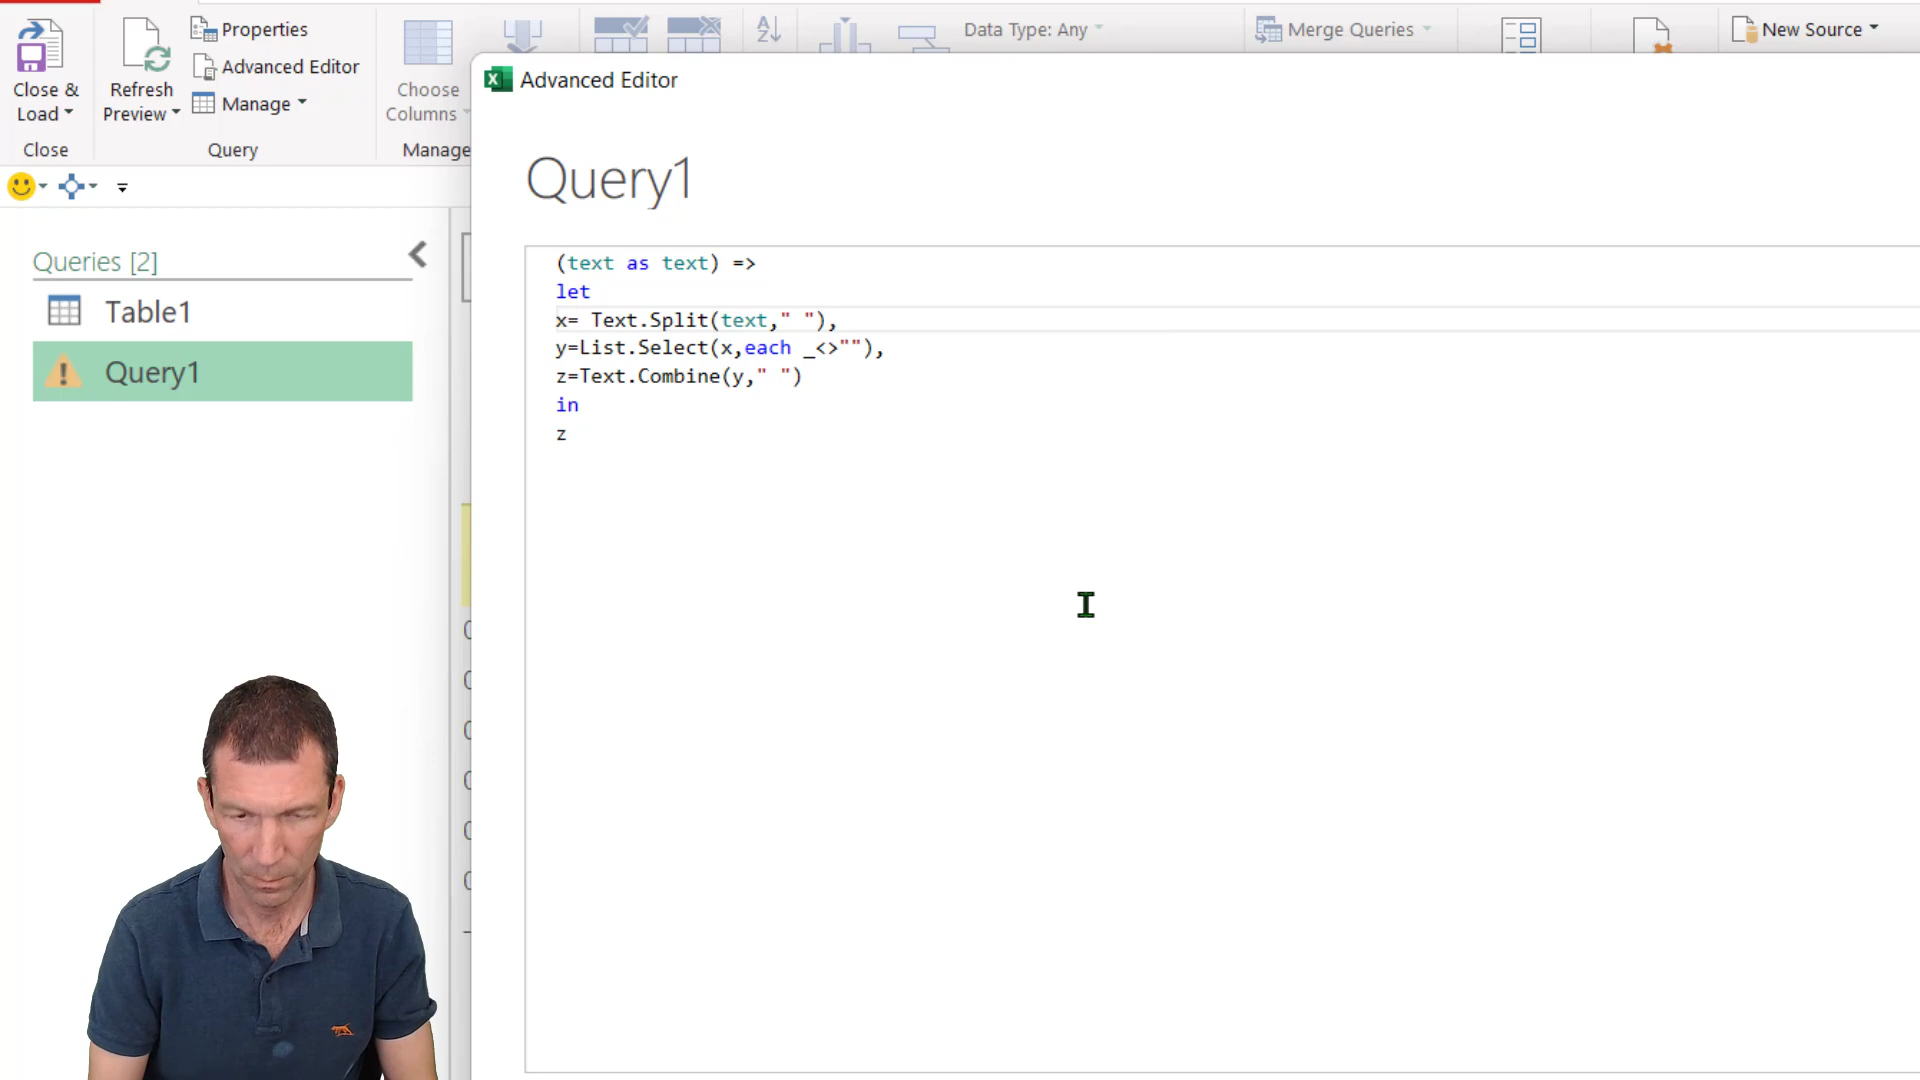 Close &
Load
Close
Refresh
Preview
Properties
Advanced Editor
Manage
Query
Choose
Columns
Manage
Data Type: Any
Merge Queries
New Source
Advanced Editor
Query1
Queries [2]
Table1
Query1
(text as text) =>
let
x= Text.Split(text," "),
y=List.Select(x,each _<>""),
z=Text.Combine(y," ")
in
z